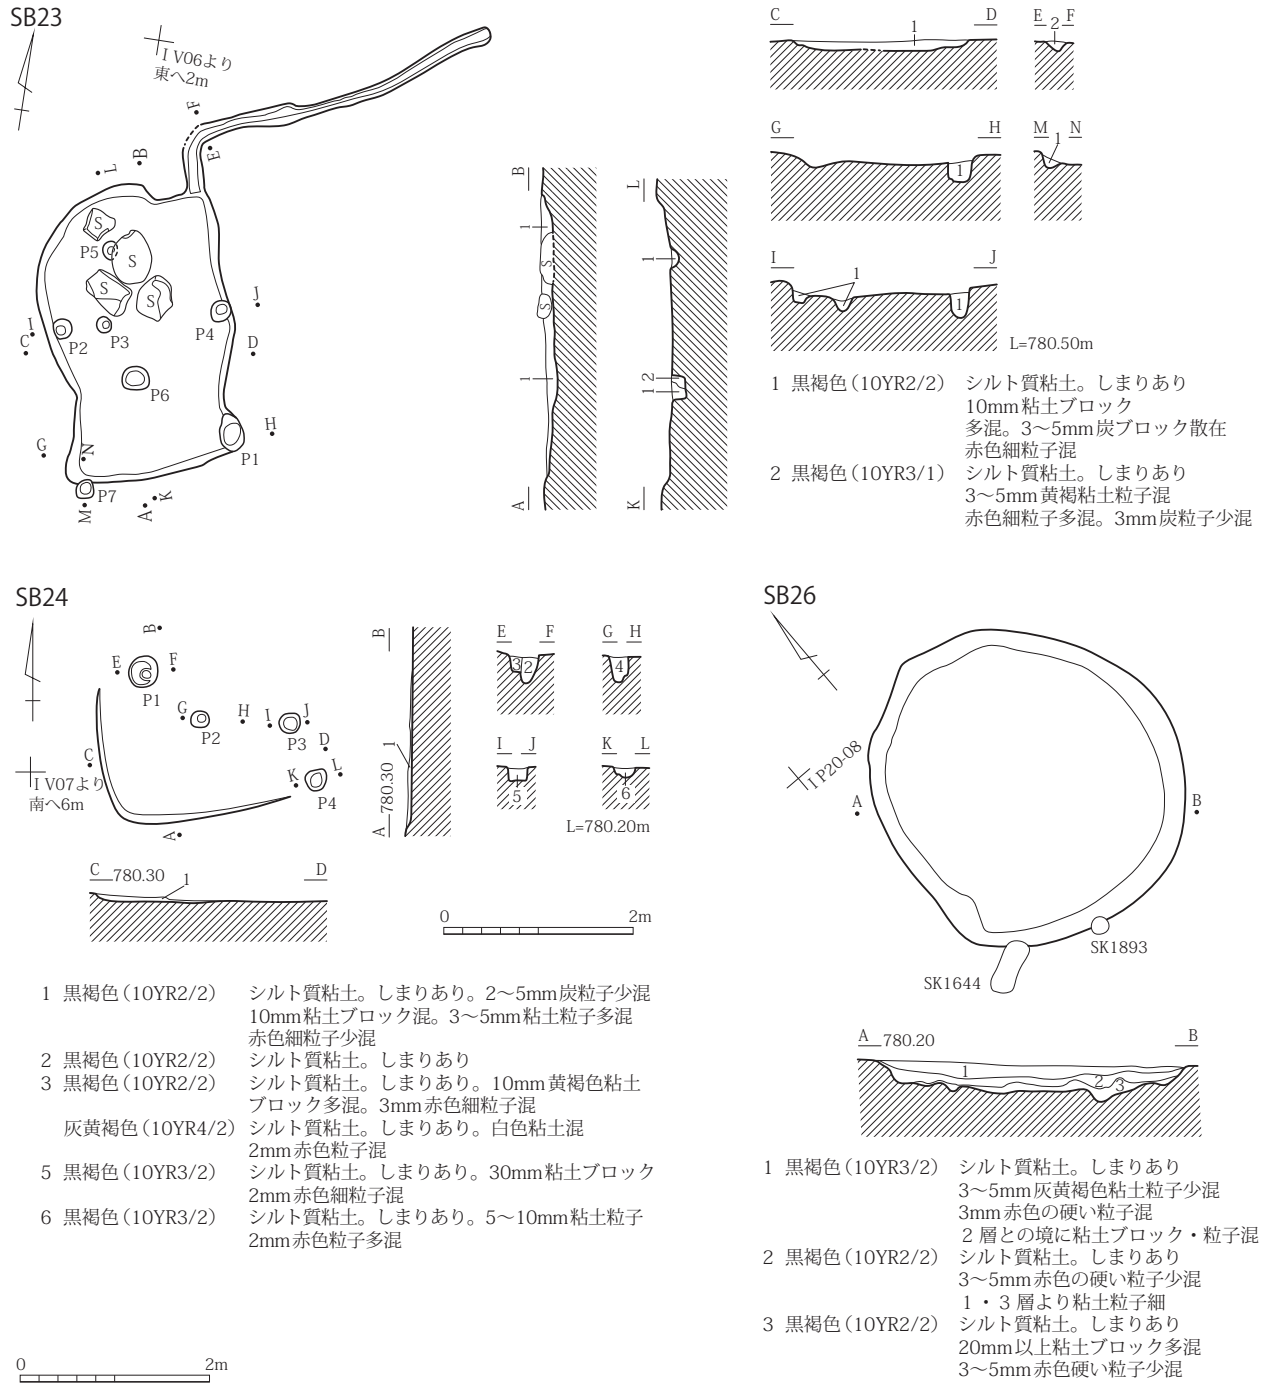 SB23
I V06より
東へ2m
F
E
B
L
P5
S
S
S
S
J
I
P4
C
P2
P3
D
P6
H
G
N
P1
P7
M
A
K
B
1
S
S
1
A
L
1
2
1
K
C
1
D
E
2
F
G
1
H
M
1
N
I
1
1
J
L=780.50m
1 黒褐色(10YR2/2) シルト質粘土。しまりあり
10mm粘土ブロック
多混。3〜5mm炭ブロック散在
赤色細粒子混
2 黒褐色(10YR3/1) シルト質粘土。しまりあり
3〜5mm黄褐粘土粒子混
赤色細粒子多混。3mm炭粒子少混
SB24
B
E
F
P1
G
H
I
J
P2
P3
D
C
K
L
P4
I V07より
南へ6m
A
B
1
A 780.30
E
F
3
2
G
H
4
I
J
5
K
L
6
L=780.20m
C 780.30
1
D
0 2m
1 黒褐色(10YR2/2) シルト質粘土。しまりあり。2〜5mm炭粒子少混
10mm粘土ブロック混。3〜5mm粘土粒子多混
赤色細粒子少混
2 黒褐色(10YR2/2) シルト質粘土。しまりあり
3 黒褐色(10YR2/2) シルト質粘土。しまりあり。10mm黄褐色粘土
ブロック多混。3mm赤色細粒子混
灰黄褐色(10YR4/2) シルト質粘土。しまりあり。白色粘土混
2mm赤色粒子混
5 黒褐色(10YR3/2) シルト質粘土。しまりあり。30mm粘土ブロック
2mm赤色細粒子混
6 黒褐色(10YR3/2) シルト質粘土。しまりあり。5〜10mm粘土粒子
2mm赤色粒子多混
0 2m
SB26
I P20-08
A
B
SK1893
SK1644
A 780.20
B
1
2
3
1 黒褐色(10YR3/2) シルト質粘土。しまりあり
3〜5mm灰黄褐色粘土粒子少混
3mm赤色の硬い粒子混
2 層との境に粘土ブロック・粒子混
2 黒褐色(10YR2/2) シルト質粘土。しまりあり
3〜5mm赤色の硬い粒子少混
1・3 層より粘土粒子細
3 黒褐色(10YR2/2) シルト質粘土。しまりあり
20mm以上粘土ブロック多混
3〜5mm赤色硬い粒子少混